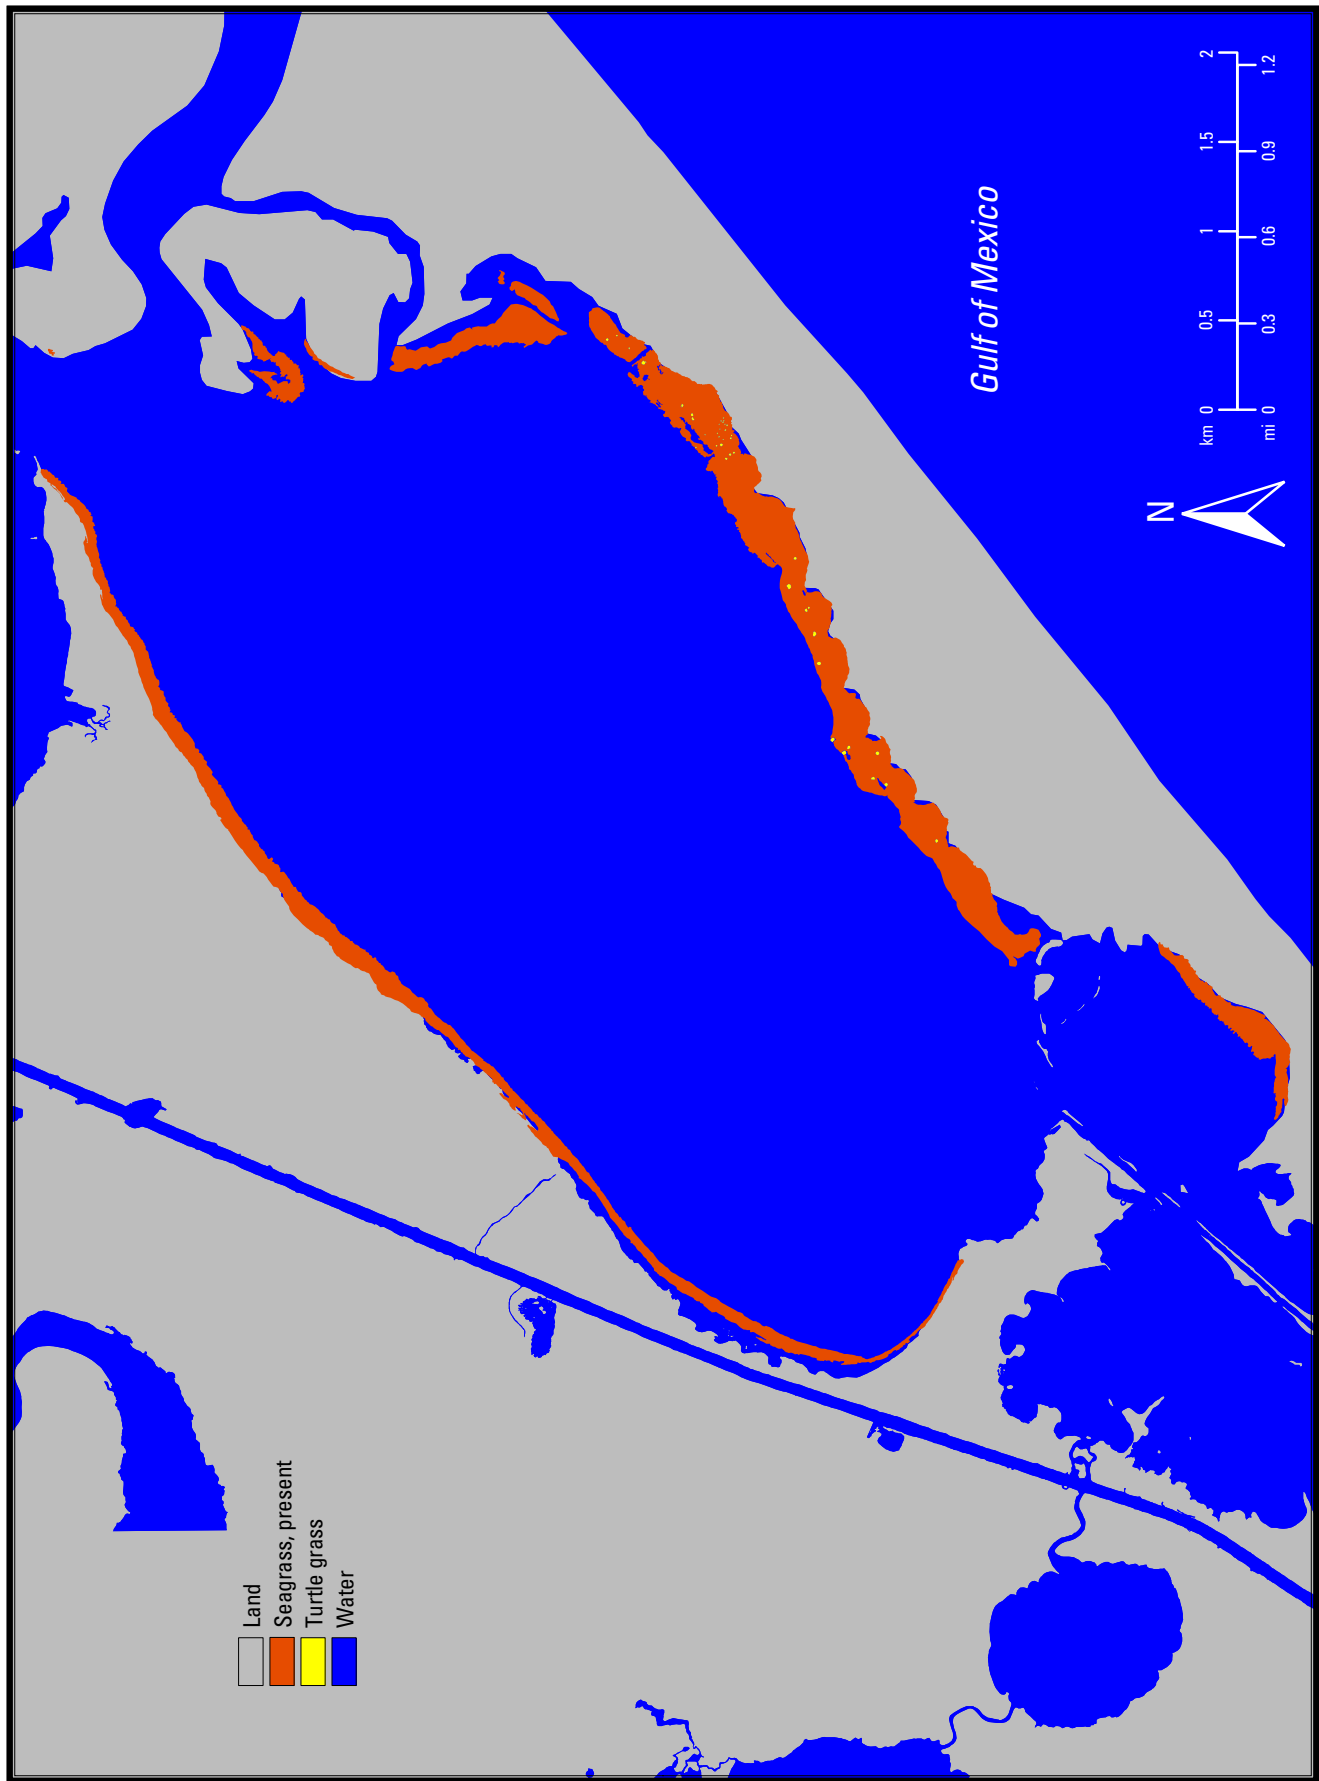 Land
Seagrass, present
Turtle grass
Water
Gulf of Mexico
N
km 0 0.5 1 1.5 2
mi 0 0.3 0.6 0.9 1.2